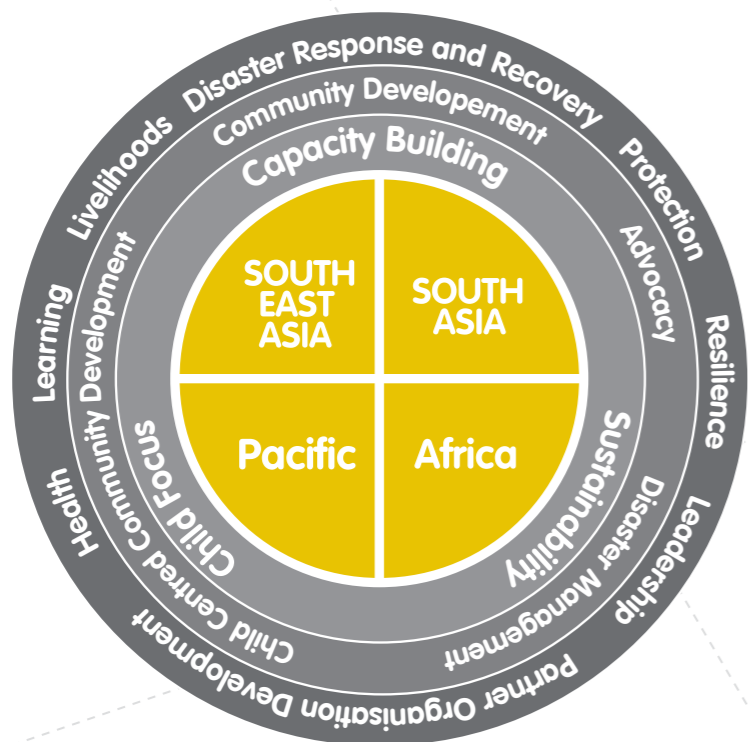 Disaster Response and Recovery
Protection
Resilience
Leadership
Partner Organisation Development
Health
Learning
Livelihoods
Community Developement
Advocacy
Disaster Management
Child Centred Community Development
Capacity Building
Sustainability
Child Focus
SOUTH
EAST
ASIA
SOUTH
ASIA
Pacific
Africa